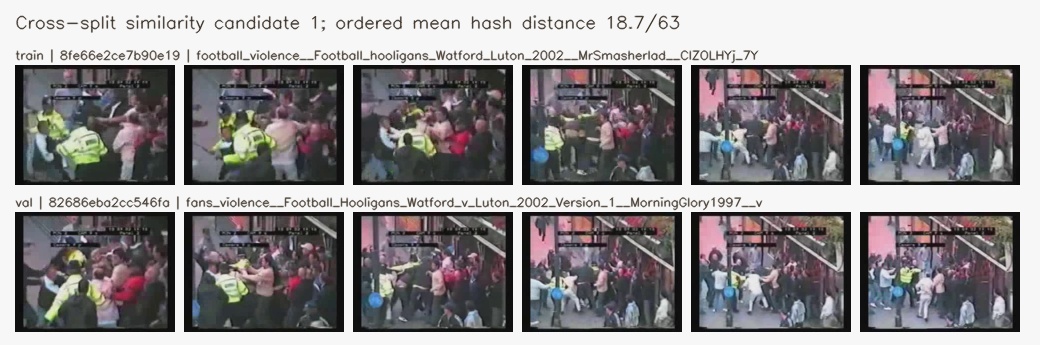 Cross-split similarity candidate 1; ordered mean hash distance 18.7/63
train | 8fe66e2ce7b90e19 | football_violence__Football_hooligans_Watford_Luton_2002__MrSmasherlad__CIZOLHYj_7Y
val | 82686eba2cc546fa | fans_violence__Football_Hooligans_Watford_v_Luton_2002_Version_1__MorningGlory1997__v